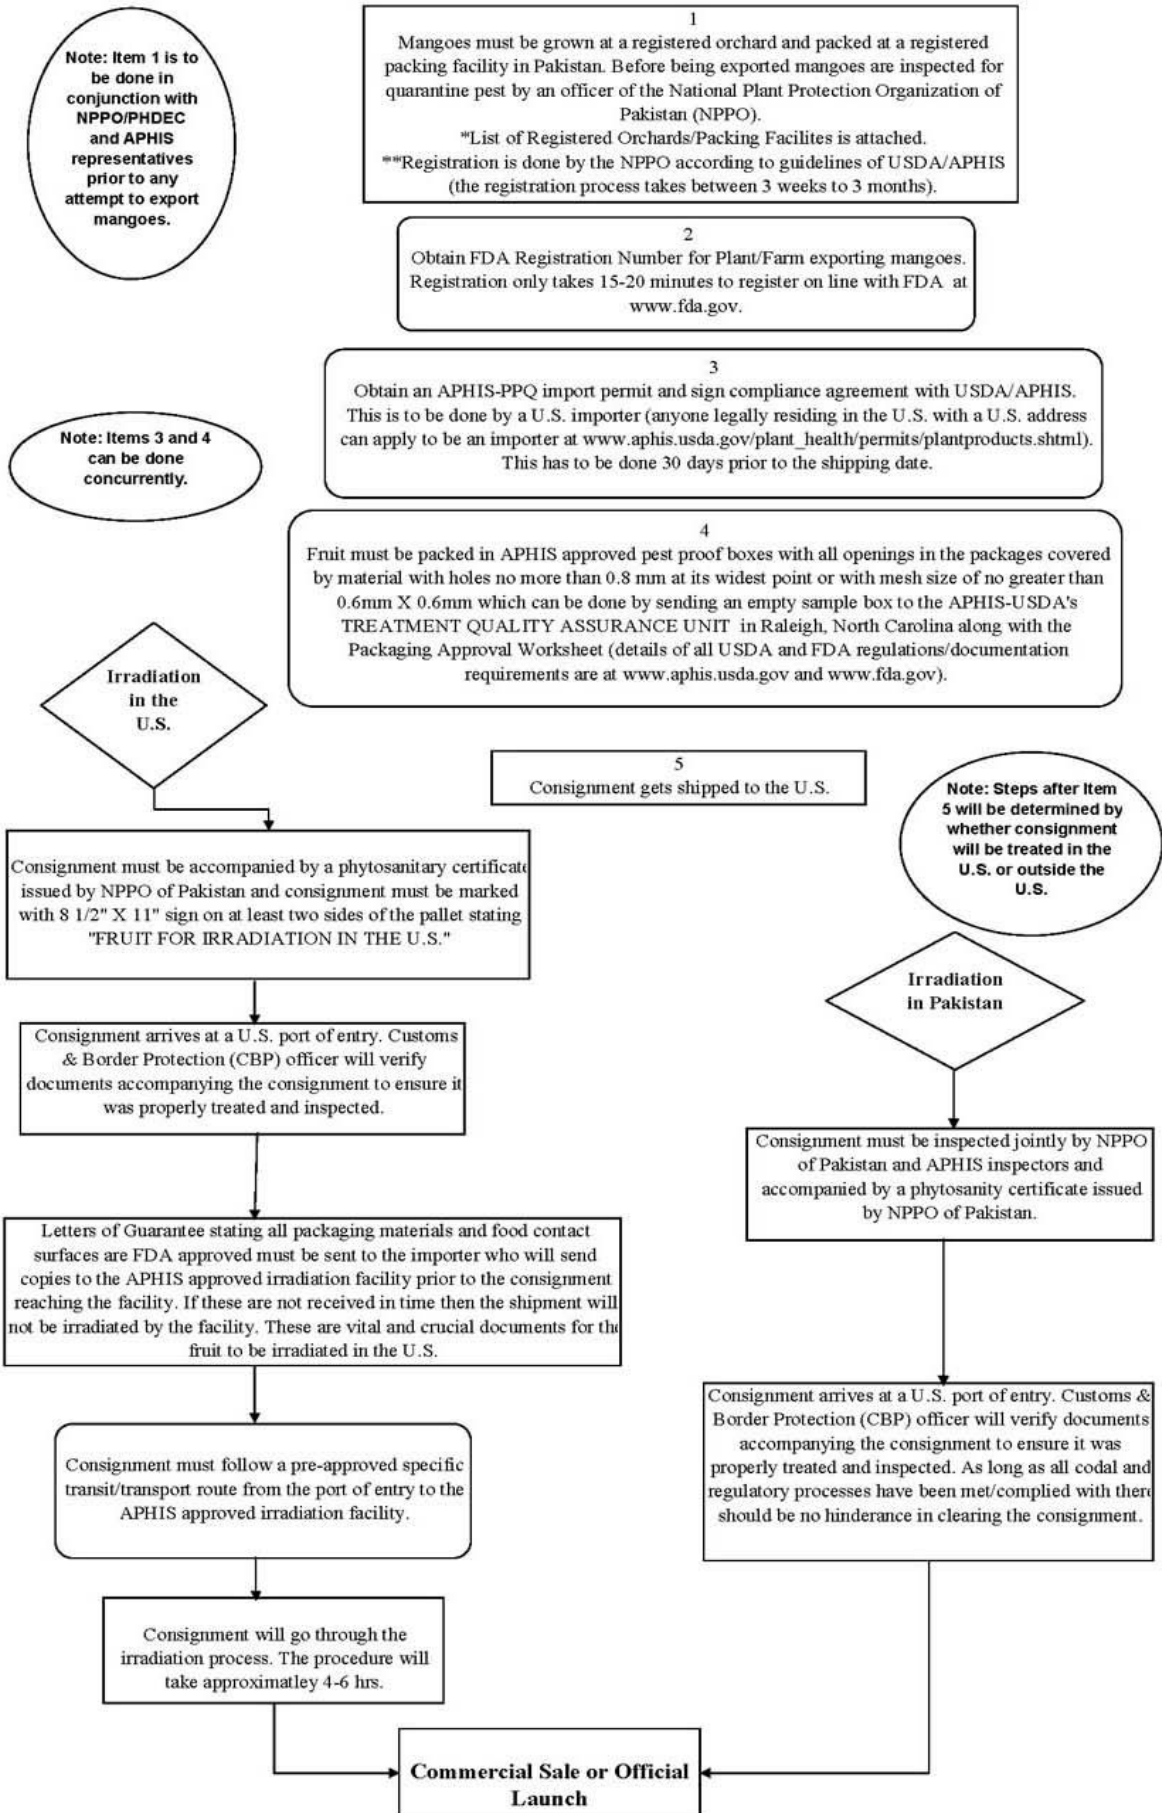 Note: Item 1 is to
be done in
conjunction with
NPPO/PHDEC
and APHIS
representatives
prior to any
attempt to export
mangoes.
1
Mangoes must be grown at a registered orchard and packed at a registered
packing facility in Pakistan. Before being exported mangoes are inspected for
quarantine pest by an officer of the National Plant Protection Organization of
Pakistan (NPPO).
*List of Registered Orchards/Packing Facilites is attached.
**Registration is done by the NPPO according to guidelines of USDA/APHIS
(the registration process takes between 3 weeks to 3 months).
2
Obtain FDA Registration Number for Plant/Farm exporting mangoes.
Registration only takes 15-20 minutes to register on line with FDA at
www.fda.gov.
3
Obtain an APHIS-PPQ import permit and sign compliance agreement with USDA/APHIS.
This is to be done by a U.S. importer (anyone legally residing in the U.S. with a U.S. address
can apply to be an importer at www.aphis.usda.gov/plant_health/permits/plantproducts.shtml).
This has to be done 30 days prior to the shipping date.
Note: Items 3 and 4
can be done
concurrently.
4
Fruit must be packed in APHIS approved pest proof boxes with all openings in the packages covered
by material with holes no more than 0.8 mm at its widest point or with mesh size of no greater than
0.6mm X 0.6mm which can be done by sending an empty sample box to the APHIS-USDA's
TREATMENT QUALITY ASSURANCE UNIT in Raleigh, North Carolina along with the
Packaging Approval Worksheet (details of all USDA and FDA regulations/documentation
requirements are at www.aphis.usda.gov and www.fda.gov).
Irradiation
in the
U.S.
5
Consignment gets shipped to the U.S.
Note: Steps after Item
5 will be determined by
whether consignment
will be treated in the
U.S. or outside the
U.S.
Consignment must be accompanied by a phytosanitary certificate
issued by NPPO of Pakistan and consignment must be marked
with 8 1/2" X 11" sign on at least two sides of the pallet stating
"FRUIT FOR IRRADIATION IN THE U.S."
Irradiation
in Pakistan
Consignment arrives at a U.S. port of entry. Customs
& Border Protection (CBP) officer will verify
documents accompanying the consignment to ensure it
was properly treated and inspected.
Consignment must be inspected jointly by NPPO
of Pakistan and APHIS inspectors and
accompanied by a phytosanity certificate issued
by NPPO of Pakistan.
Letters of Guarantee stating all packaging materials and food contact
surfaces are FDA approved must be sent to the importer who will send
copies to the APHIS approved irradiation facility prior to the consignment
reaching the facility. If these are not received in time then the shipment will
not be irradiated by the facility. These are vital and crucial documents for the
fruit to be irradiated in the U.S.
Consignment arrives at a U.S. port of entry. Customs &
Border Protection (CBP) officer will verify documents
accompanying the consignment to ensure it was
properly treated and inspected. As long as all codal and
regulatory processes have been met/complied with there
should be no hinderance in clearing the consignment.
Consignment must follow a pre-approved specific
transit/transport route from the port of entry to the
APHIS approved irradiation facility.
Consignment will go through the
irradiation process. The procedure will
take approximatley 4-6 hrs.
Commercial Sale or Official
Launch